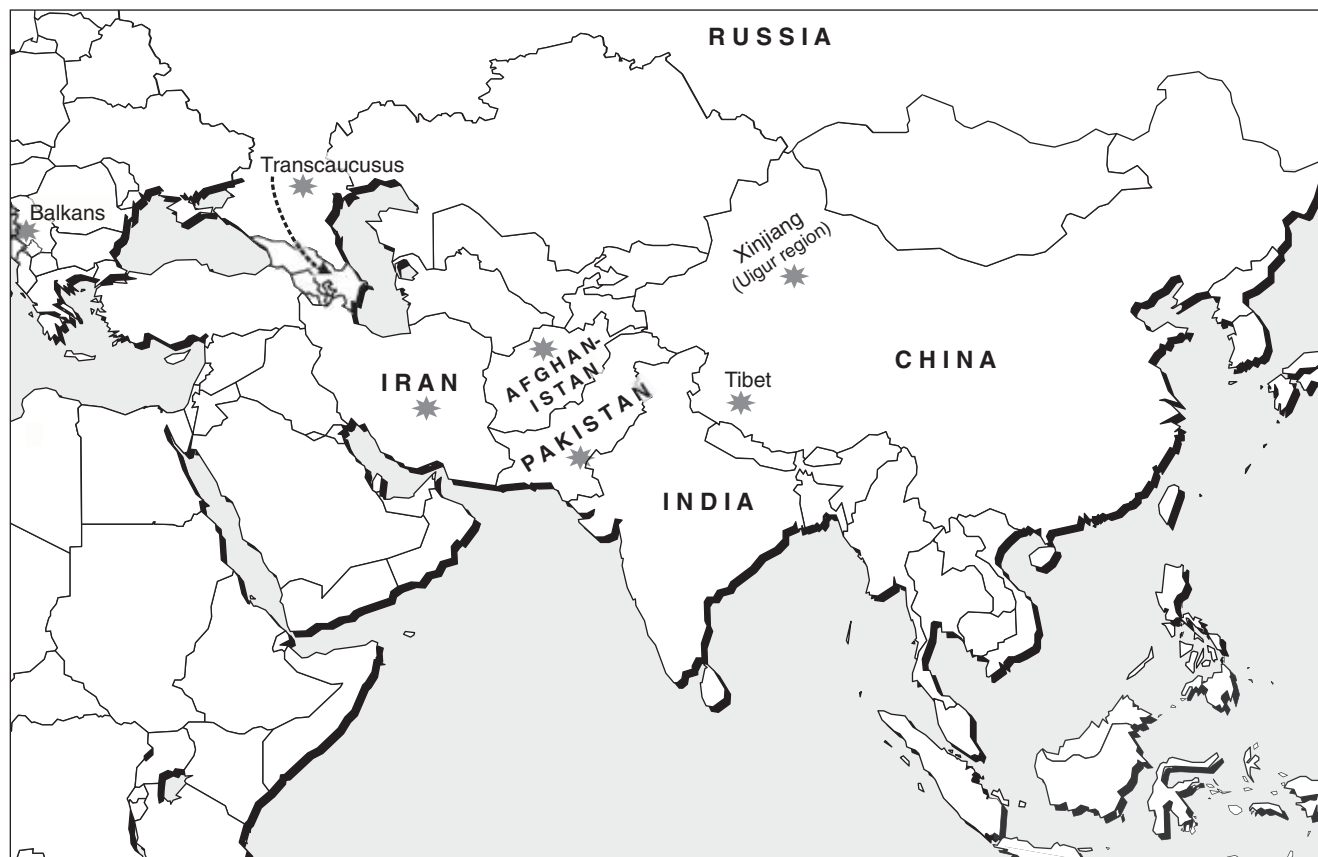 RUSSIA
Transcaucusus
Balkans
Xinjiang
(Uigur region)
CHINA
IRAN
AFGHAN-
ISTAN
Tibet
PAKISTAN
INDIA